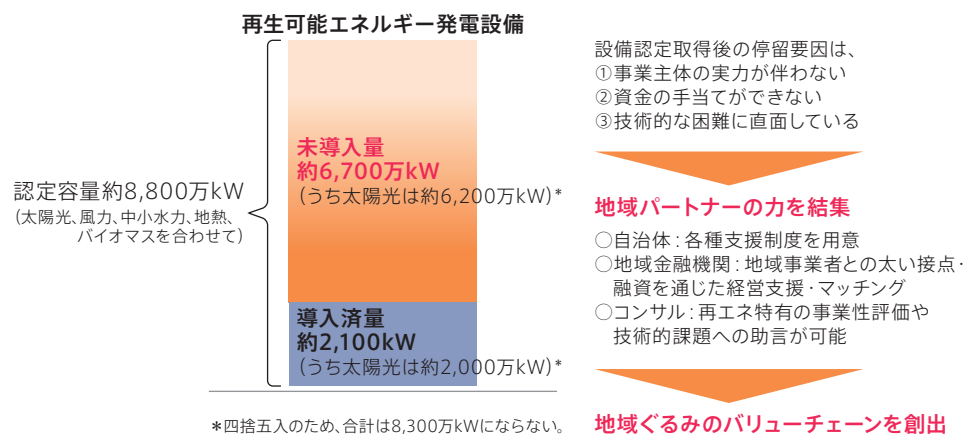 再生可能エネルギー発電設備
認定容量約8,800万kW
(太陽光、風力、中小水力、地熱、
バイオマスを合わせて)
未導入量
約6,700万kW
(うち太陽光は約6,200万kW)*
導入済量
約2,100kW
(うち太陽光は約2,000万kW)*
*四捨五入のため、合計は8,300万kWにならない。
設備認定取得後の停留要因は、
①事業主体の実力が伴わない
②資金の手当てができない
③技術的な困難に直面している
地域パートナーの力を結集
○自治体：各種支援制度を用意
○地域金融機関：地域事業者との太い接点・
融資を通じた経営支援・マッチング
○コンサル：再エネ特有の事業性評価や
技術的課題への助言が可能
地域ぐるみのバリューチェーンを創出